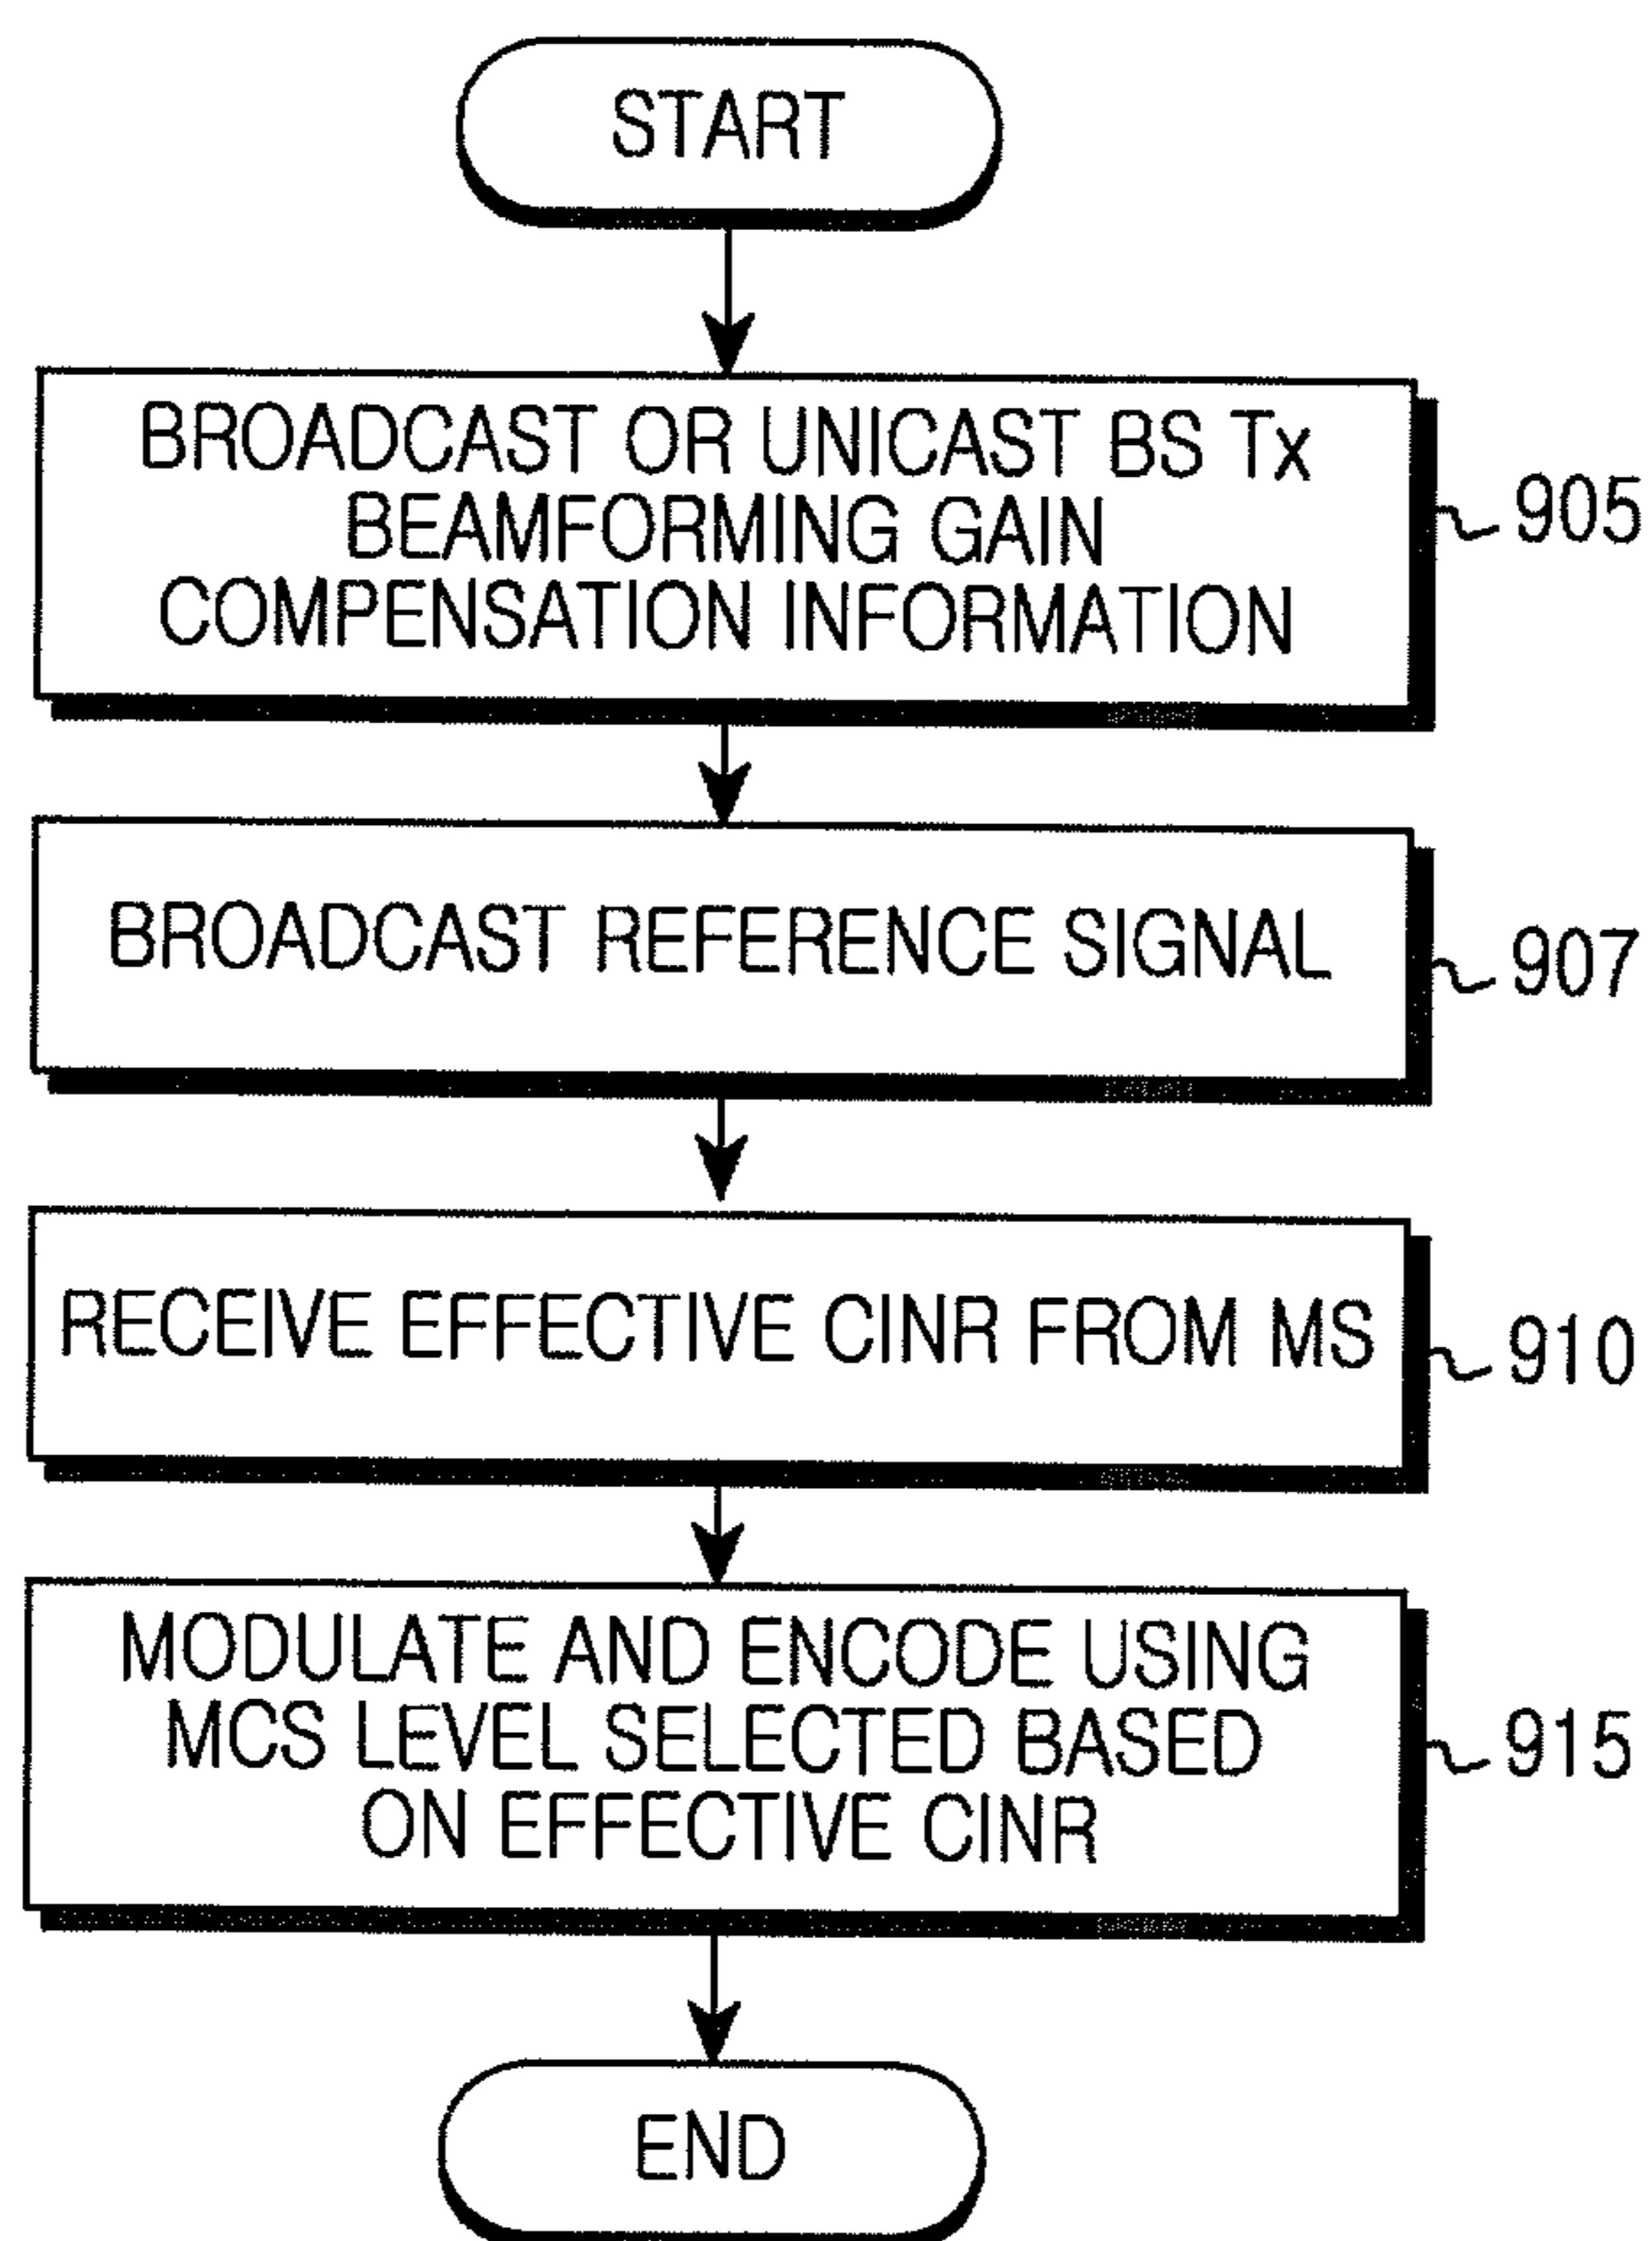 START
BROADCAST OR UNICAST BS Tx
BEAMFORMING GAIN
COMPENSATION INFORMATION
905
BROADCAST REFERENCE SIGNAL
907
RECEIVE EFFECTIVE CINR FROM MS
910
MODULATE AND ENCODE USING
MCS LEVEL SELECTED BASED
ON EFFECTIVE CINR
915
END